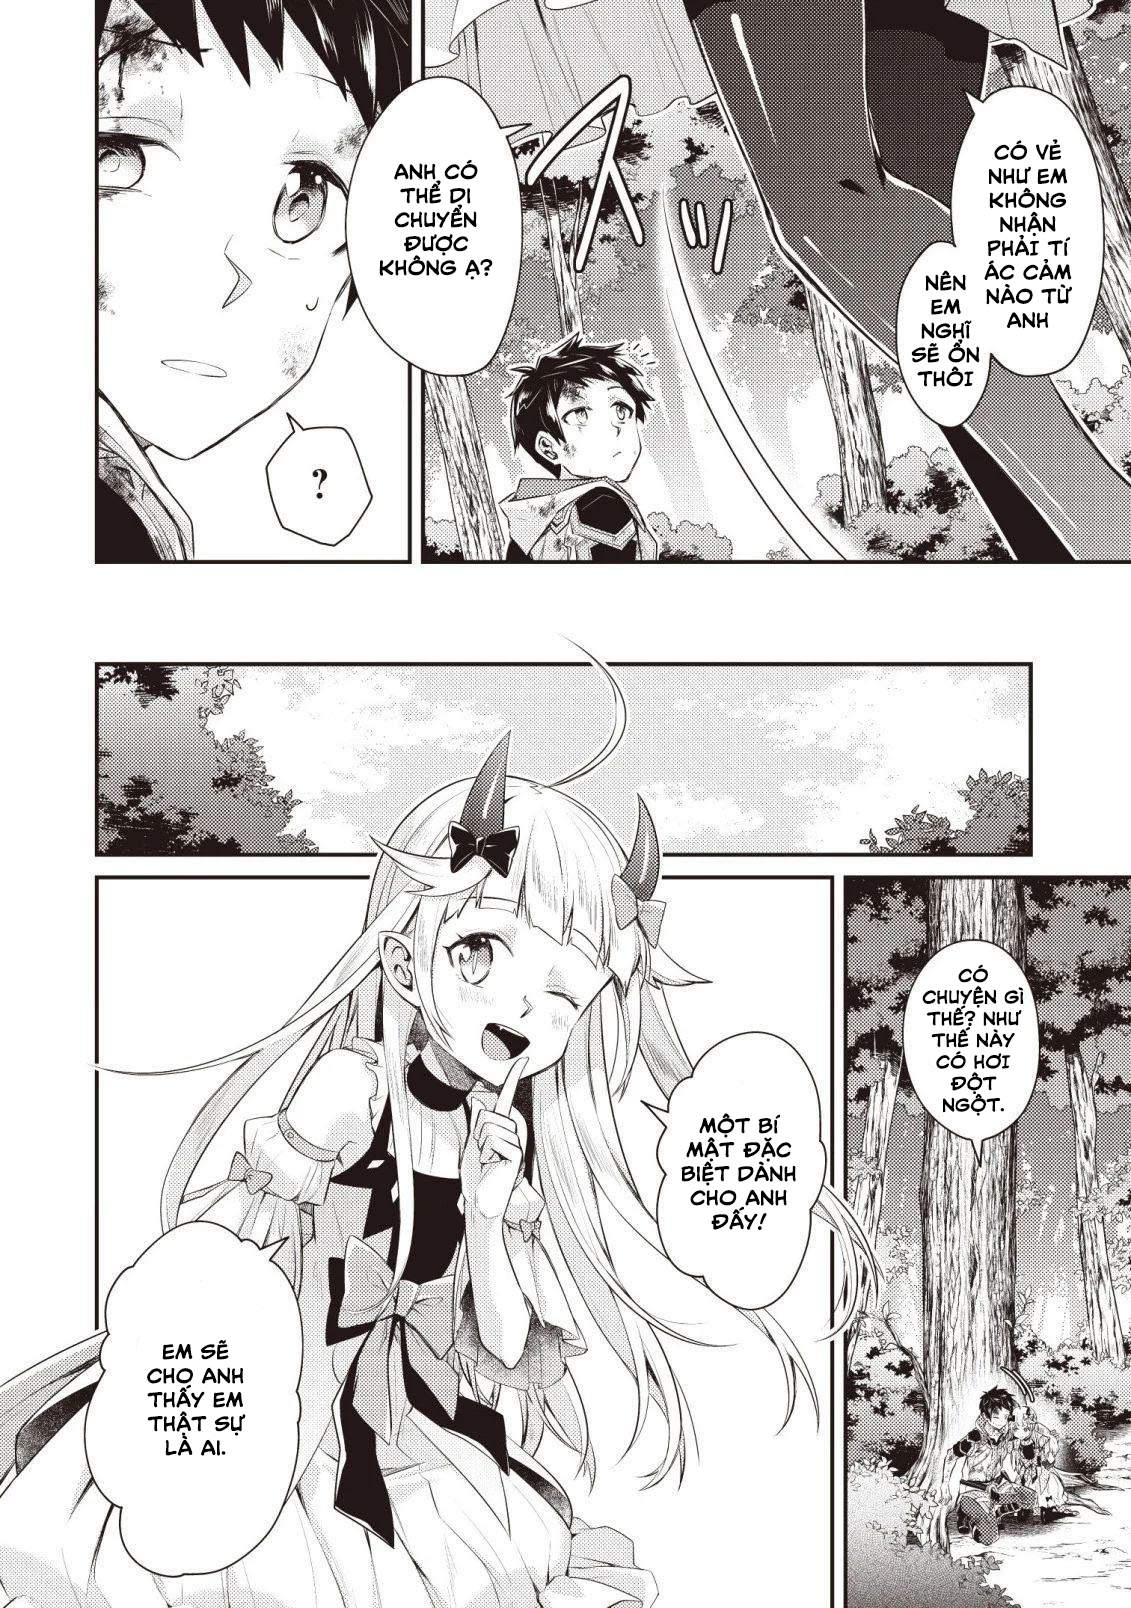 CÓ VẺ
NHƯ EM
KHÔNG
NHẬN
PHẢI TÍ
ÁC CẢM
NÀO TỪ
ANH
NÊN
EM
NGHĨ
SẼ ỔN
THÔI
スッ
ANH CÓ
THỂ DI
CHUYỂN
ĐƯỢC
KHÔNG Ạ?
?
CÓ
CHUYỆN GÌ
THẾ? NHƯ
THẾ NÀY
CÓ HƠI
ĐỘT
NGỘT.
MỘT BÍ
MẬT ĐẶC
BIỆT DÀNH
CHO ANH
ĐẤY!
EM SẼ
CHO ANH
THẤY EM
THẬT SỰ
LÀ AI.